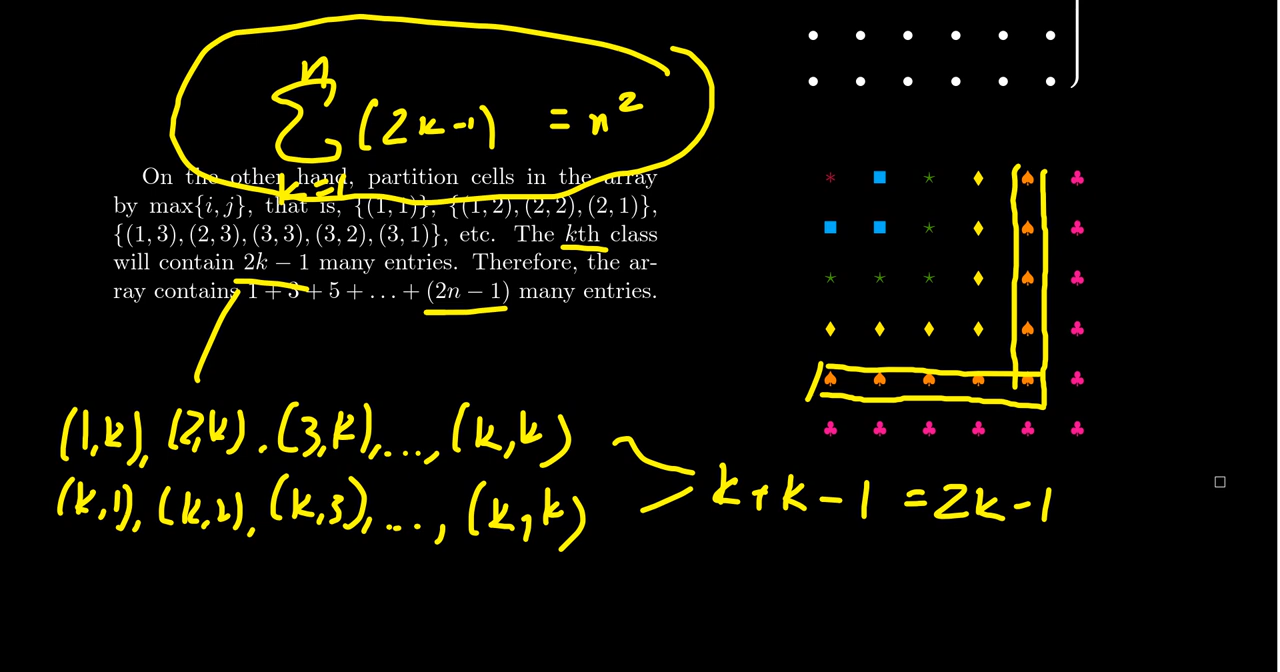 n
∑ (2k-1) = n²
k=1
On the other hand, partition cells in the array
by max{i, j}, that is, {(1, 1)}, {(1, 2), (2, 2), (2, 1)},
{(1, 3), (2, 3), (3, 3), (3, 2), (3, 1)}, etc. The kth class
will contain 2k − 1 many entries. Therefore, the ar-
ray contains 1 + 3 + 5 + . . . + (2n − 1) many entries.
(1,k), (2,k), (3,k), ..., (k,k)
(k,1), (k,2), (k,3), ..., (k,k)
k+k-1 = 2k-1